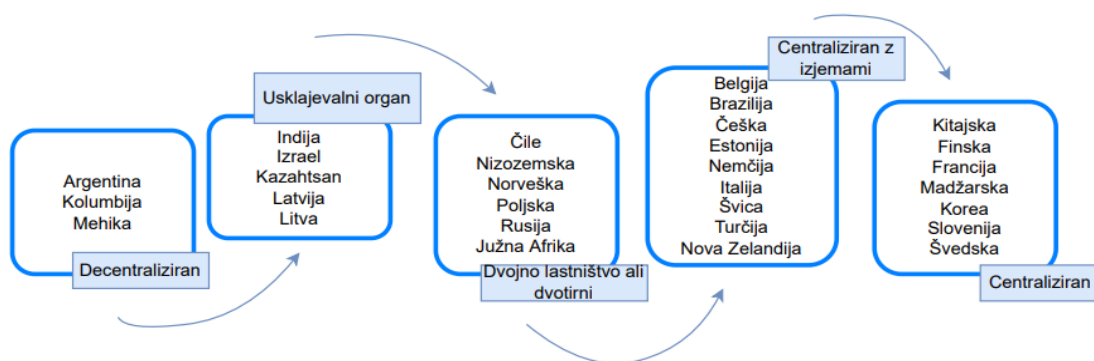 Argentina
Kolumbija
Mehika
Decentraliziran
Usklajevalni organ
Indija
Izrael
Kazahtsan
Latvija
Litva
Čile
Nizozemska
Norveška
Poljska
Rusija
Južna Afrika
Dvojno lastništvo ali
dvotirni
Centraliziran z
izjemami
Belgija
Brazilija
Češka
Estonija
Nemčija
Italija
Švica
Turčija
Nova Zelandija
Kitajska
Finska
Francija
Madžarska
Korea
Slovenija
Švedska
Centraliziran